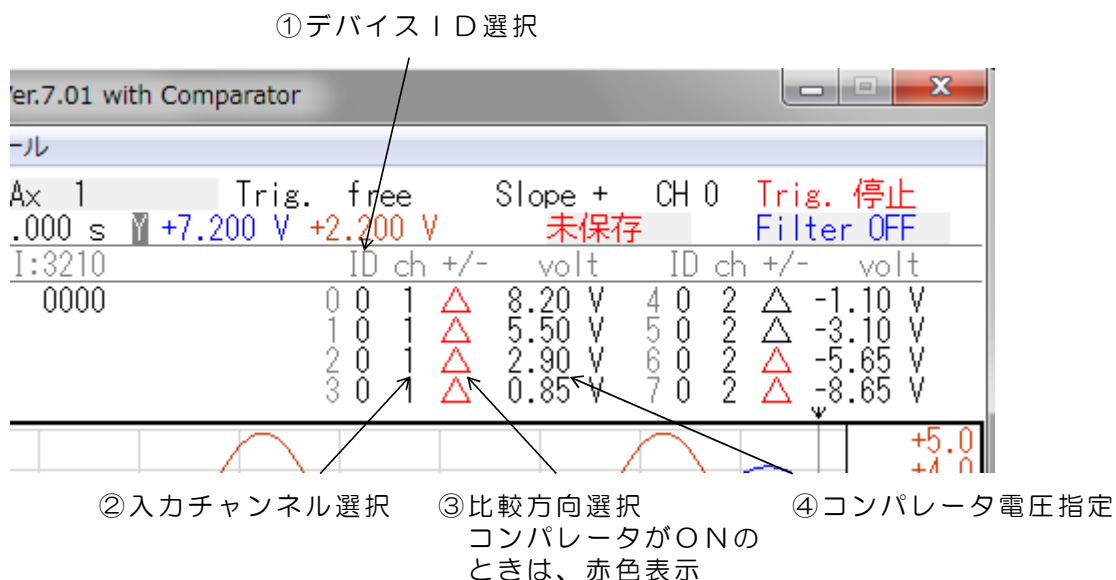 ①デバイスＩＤ選択
er.7.01 with Comparator
ール
Ax 1 Trig. free Slope + CH 0 Trig. 停止
.000 s Y +7.200 V +2.200 V 未保存 Filter OFF
I:3210 ID ch +/- volt ID ch +/- volt
0000 0 0 1 △ 8.20 V 4 0 2 △ -1.10 V
1 0 1 △ 5.50 V 5 0 2 △ -3.10 V
2 0 1 △ 2.90 V 6 0 2 △ -5.65 V
3 0 1 △ 0.85 V 7 0 2 △ -8.65 V
+5.0
+4.0
②入力チャンネル選択 ③比較方向選択 ④コンパレータ電圧指定
コンパレータがＯＮの
ときは、赤色表示